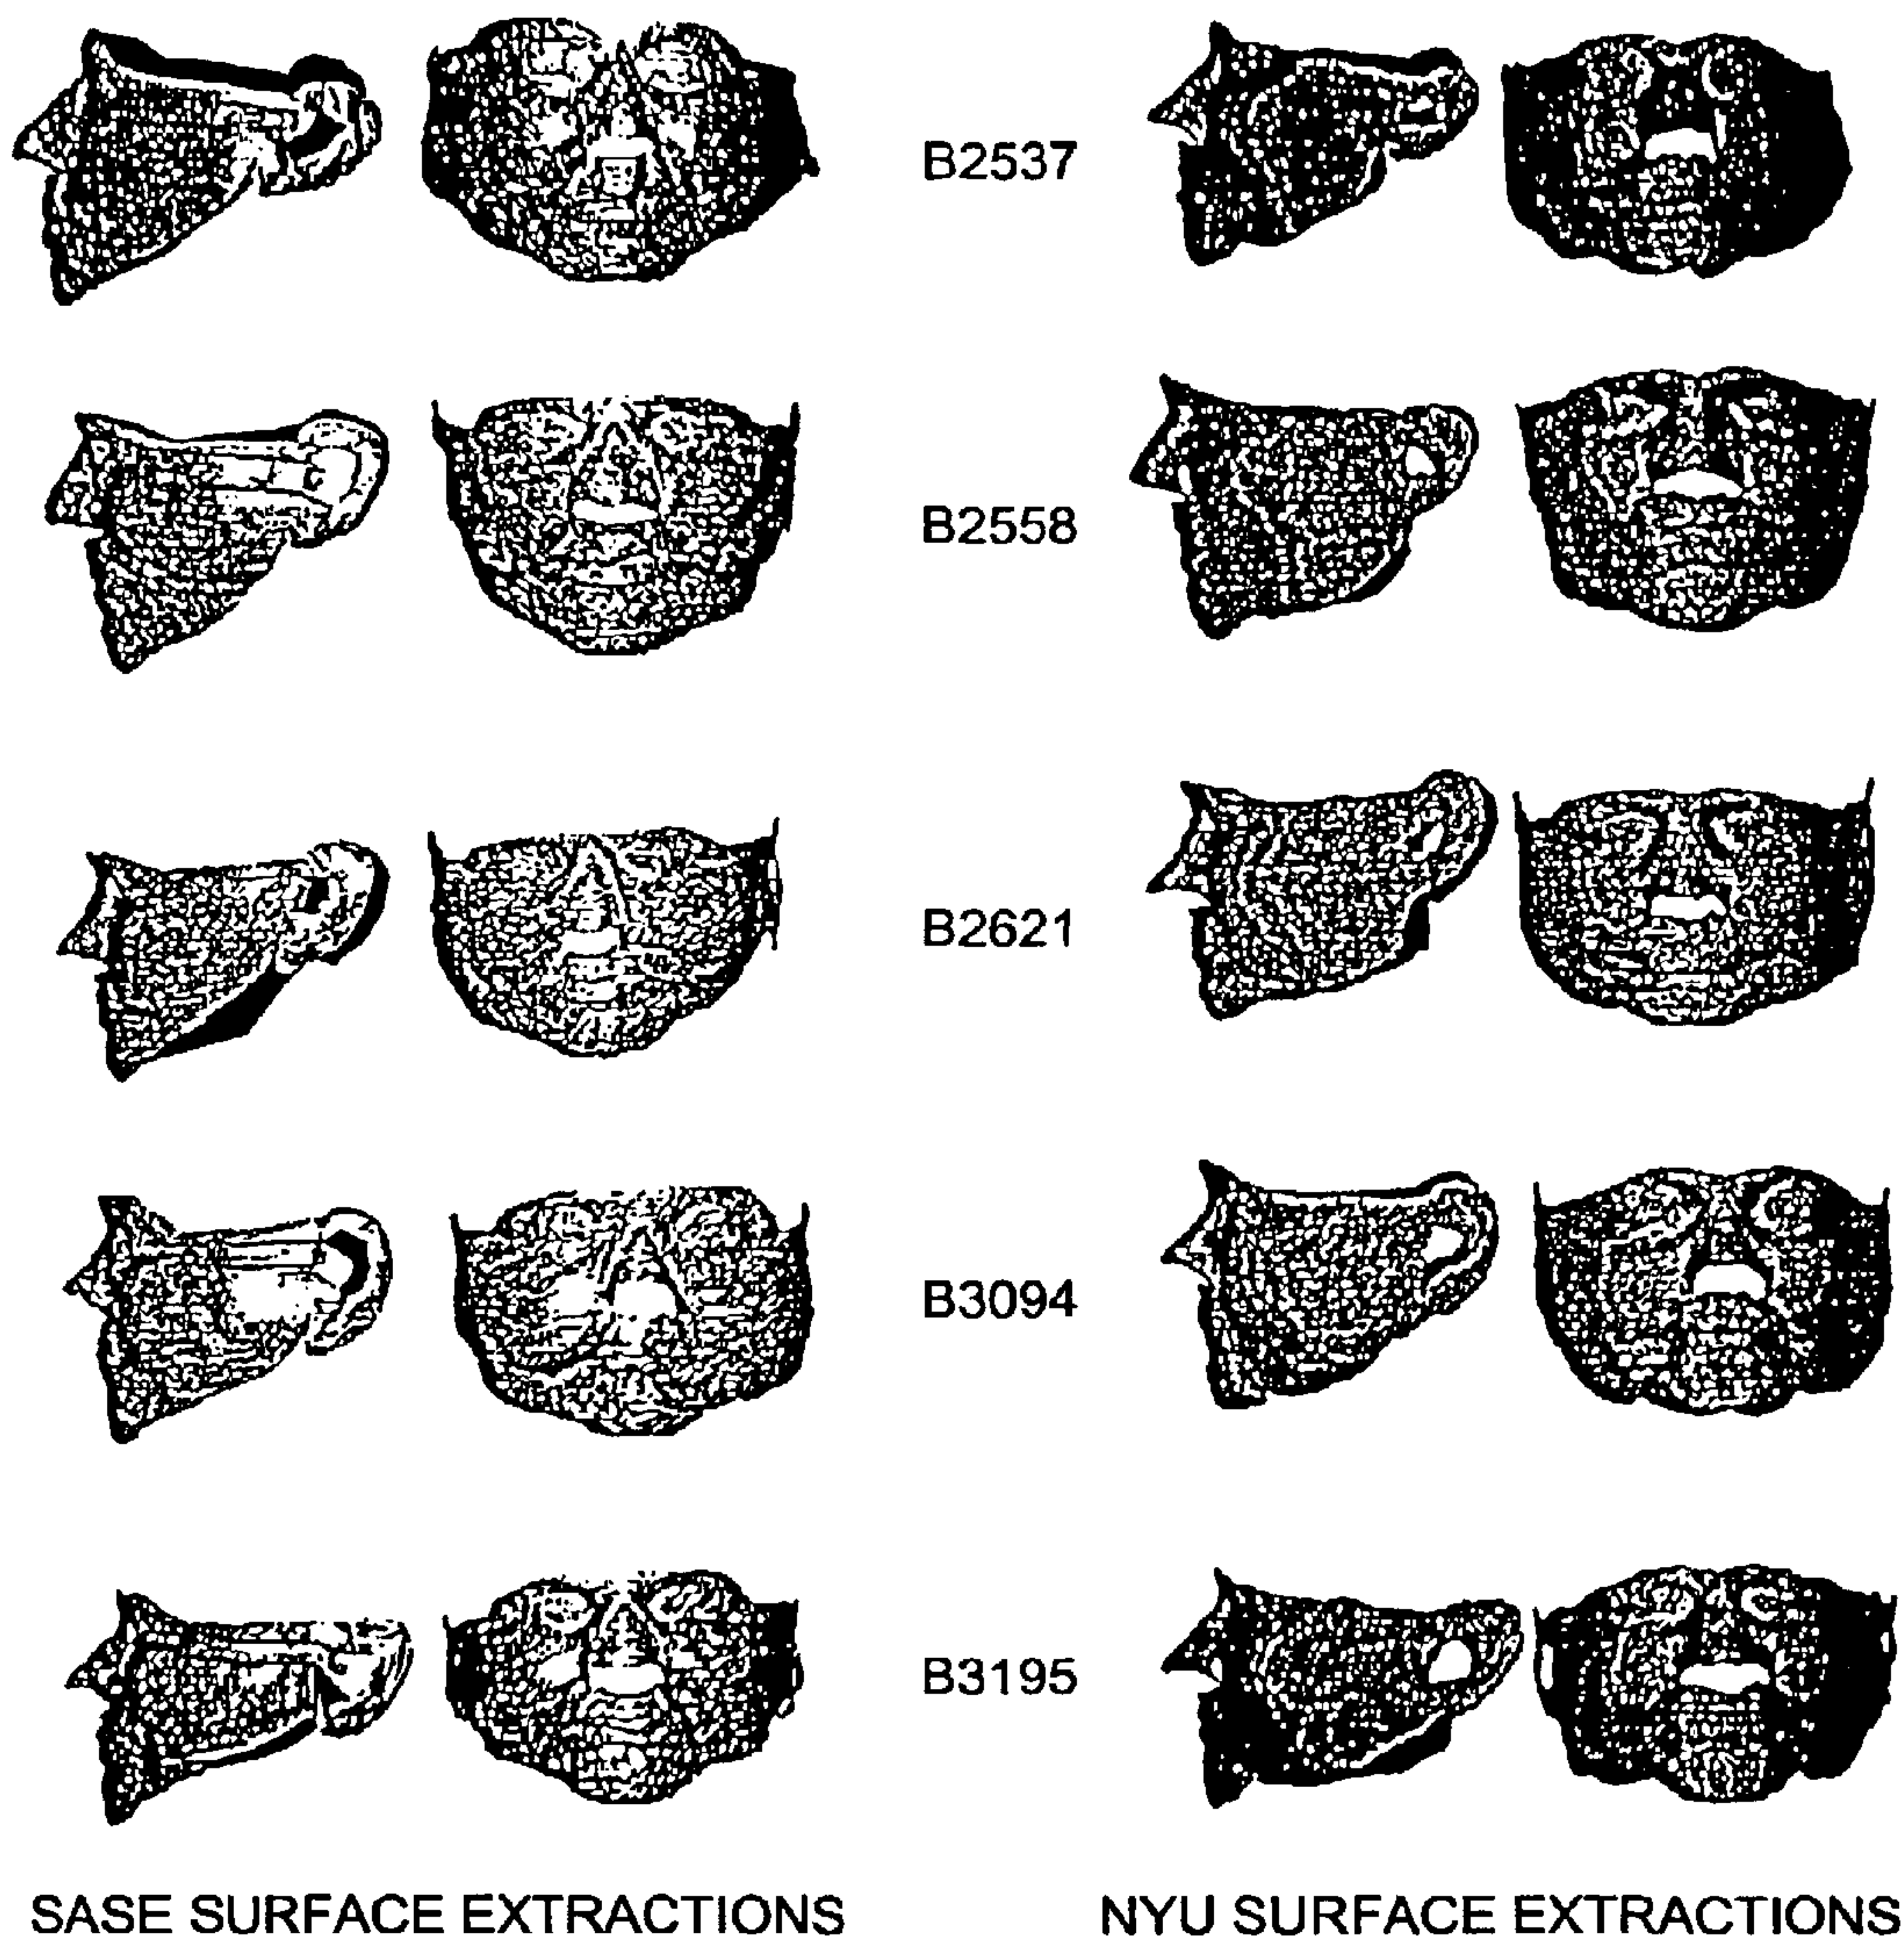 B2537
B2558
B2621
B3094
B3195
SASE SURFACE EXTRACTIONS
NYU SURFACE EXTRACTIONS